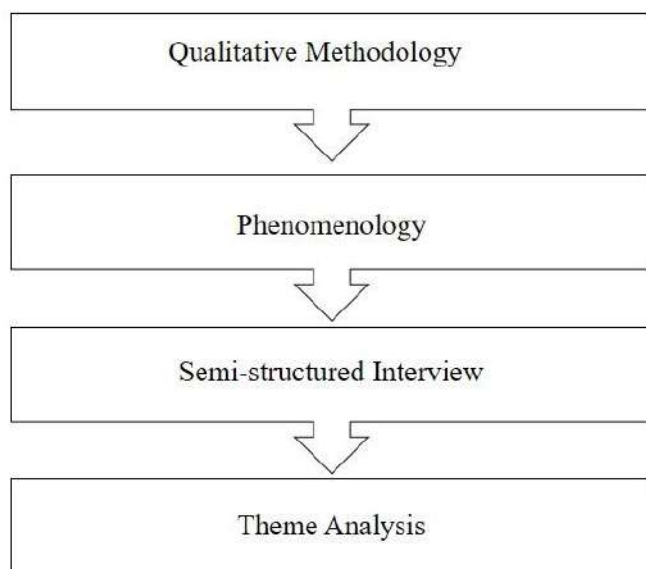 Qualitative Methodology
Phenomenology
Semi-structured Interview
Theme Analysis